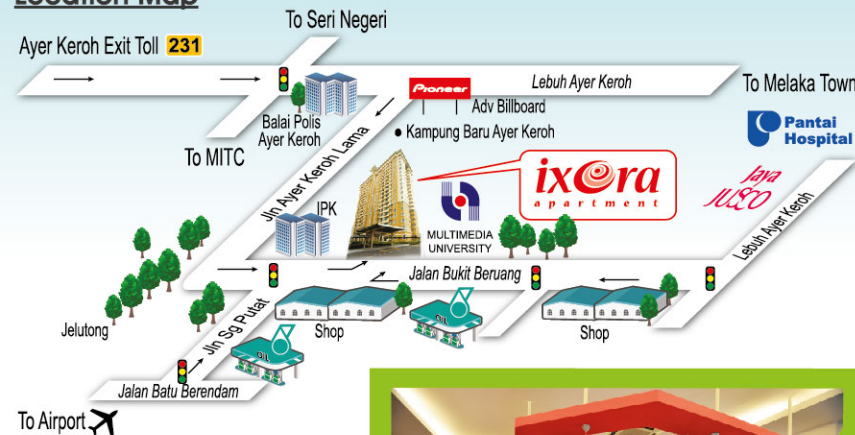 Location Map
To Seri Negeri
Ayer Keroh Exit Toll 231
Pioneer
Lebuh Ayer Keroh
To Melaka Town
Adv Billboard
Balai Polis
Ayer Keroh
Kampung Baru Ayer Keroh
Pantai
Hospital
To MITC
Jln Ayer Keroh Lama
ixora
apartment
Jaya
JUSCO
IPK
MULTIMEDIA
UNIVERSITY
Lebuh Ayer Keroh
Jalan Bukit Beruang
Jelutong
Jln Sg Putat
Shop
OIL
Shop
OIL
Jalan Batu Berendam
To Airport